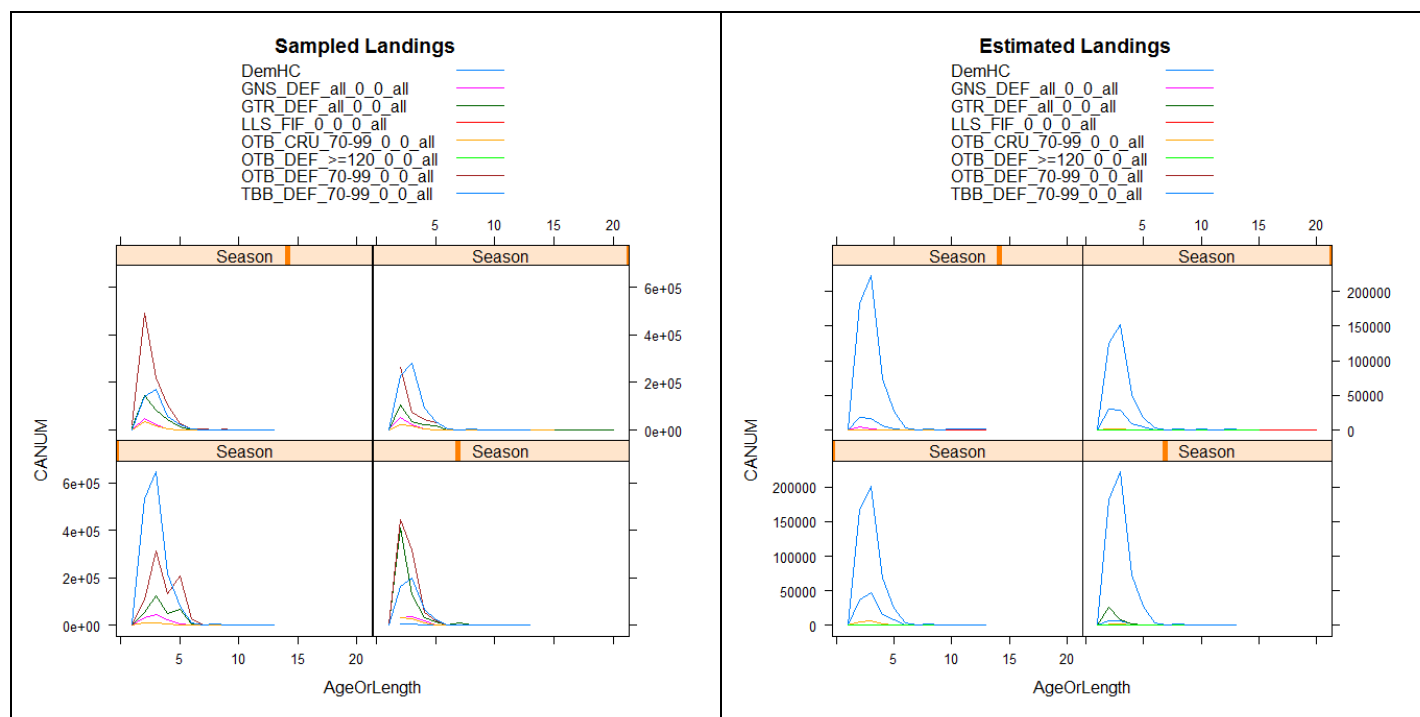 Sampled Landings
DemHC
GNS_DEF_all_0_0_all
GTR_DEF_all_0_0_all
LLS_FIF_0_0_0_all
OTB_CRU_70-99_0_0_all
OTB_DEF_>=120_0_0_all
OTB_DEF_70-99_0_0_all
TBB_DEF_70-99_0_0_all
5 10 15 20
Season Season
6e+05
4e+05
2e+05
0e+00
Season Season
6e+05
4e+05
2e+05
0e+00
CANUM
5 10 15 20
AgeOrLength
Estimated Landings
DemHC
GNS_DEF_all_0_0_all
GTR_DEF_all_0_0_all
LLS_FIF_0_0_0_all
OTB_CRU_70-99_0_0_all
OTB_DEF_>=120_0_0_all
OTB_DEF_70-99_0_0_all
TBB_DEF_70-99_0_0_all
5 10 15 20
Season Season
200000
150000
100000
50000
0
Season Season
200000
150000
100000
50000
0
CANUM
5 10 15 20
AgeOrLength